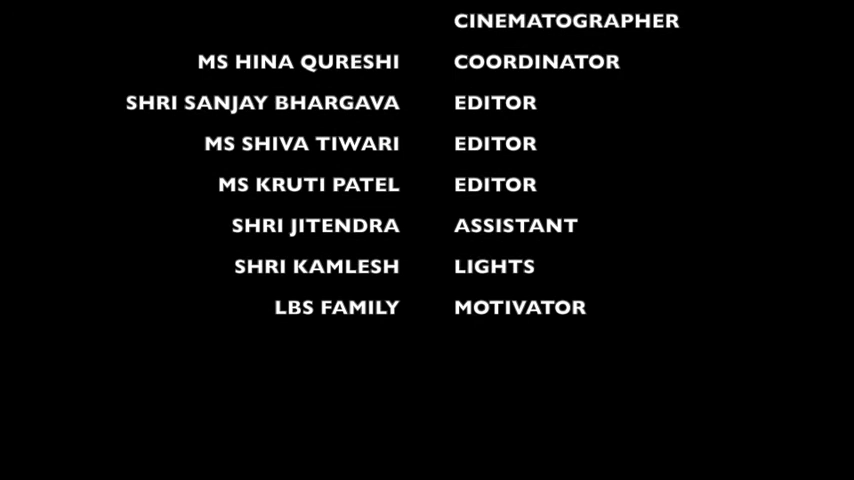 CINEMATOGRAPHER
MS HINA QURESHI COORDINATOR
SHRI SANJAY BHARGAVA EDITOR
MS SHIVA TIWARI EDITOR
MS KRUTI PATEL EDITOR
SHRI JITENDRA ASSISTANT
SHRI KAMLESH LIGHTS
LBS FAMILY MOTIVATOR